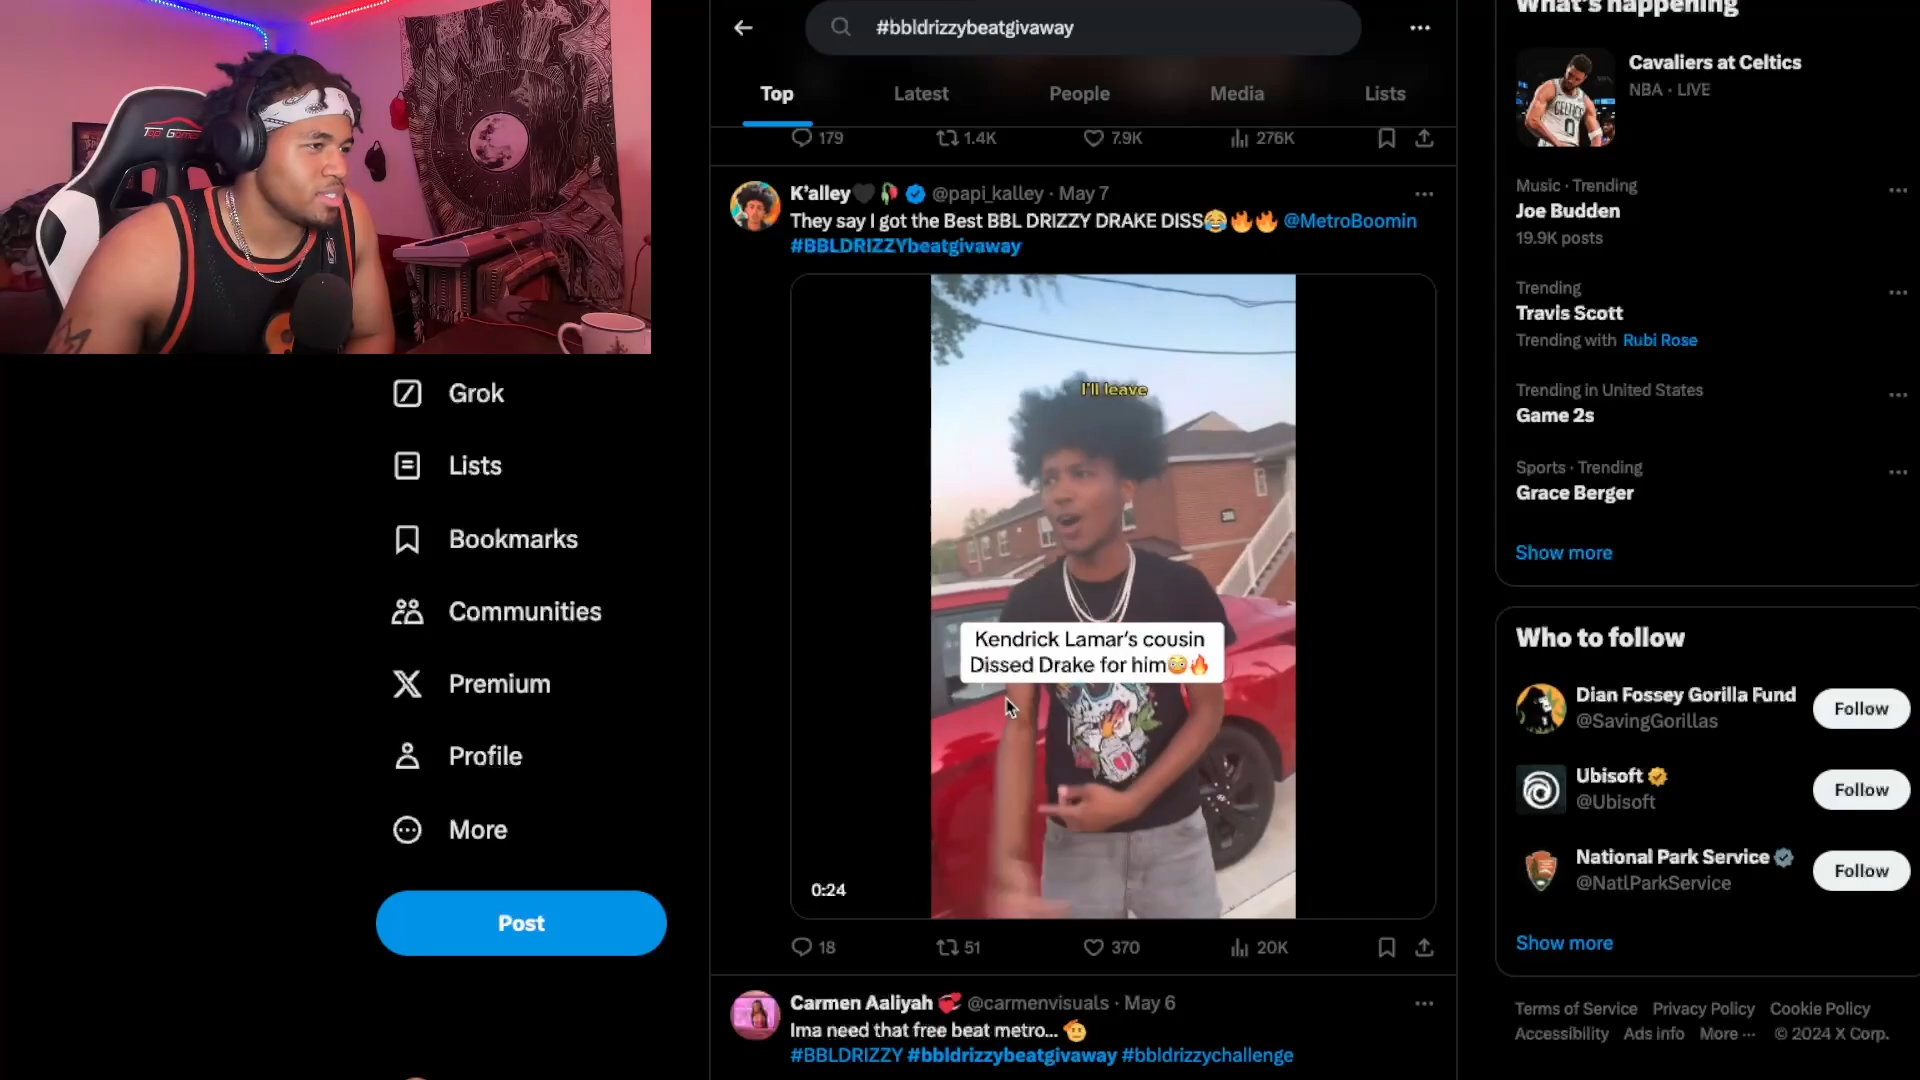 #bbldrizzybeatgivaway
Top
Latest
People
Media
Lists
179
1.4K
7.9K
276K
K'alley🖤🥀 @papi_kalley · May 7
They say I got the Best BBL DRIZZY DRAKE DISS😂🔥🔥 @MetroBoomin
#BBLDRIZZYbeatgivaway
I'll leave
Kendrick Lamar's cousin
Dissed Drake for him😳🔥
0:24
18
51
370
20K
Carmen Aaliyah 💞 @carmenvisuals · May 6
Ima need that free beat metro... 🫡
#BBLDRIZZY #bbldrizzybeatgivaway #bbldrizzychallenge
Top Gamer
Grok
Lists
Bookmarks
Communities
Premium
Profile
More
Post
What's happening
Cavaliers at Celtics
NBA · LIVE
CELTICS
0
Music · Trending
Joe Budden
19.9K posts
Trending
Travis Scott
Trending with Rubi Rose
Trending in United States
Game 2s
Sports · Trending
Grace Berger
Show more
Who to follow
Dian Fossey Gorilla Fund
@SavingGorillas
Follow
Ubisoft
@Ubisoft
Follow
National Park Service
@NatlParkService
Follow
Show more
Terms of Service Privacy Policy Cookie Policy
Accessibility Ads info More ··· © 2024 X Corp.